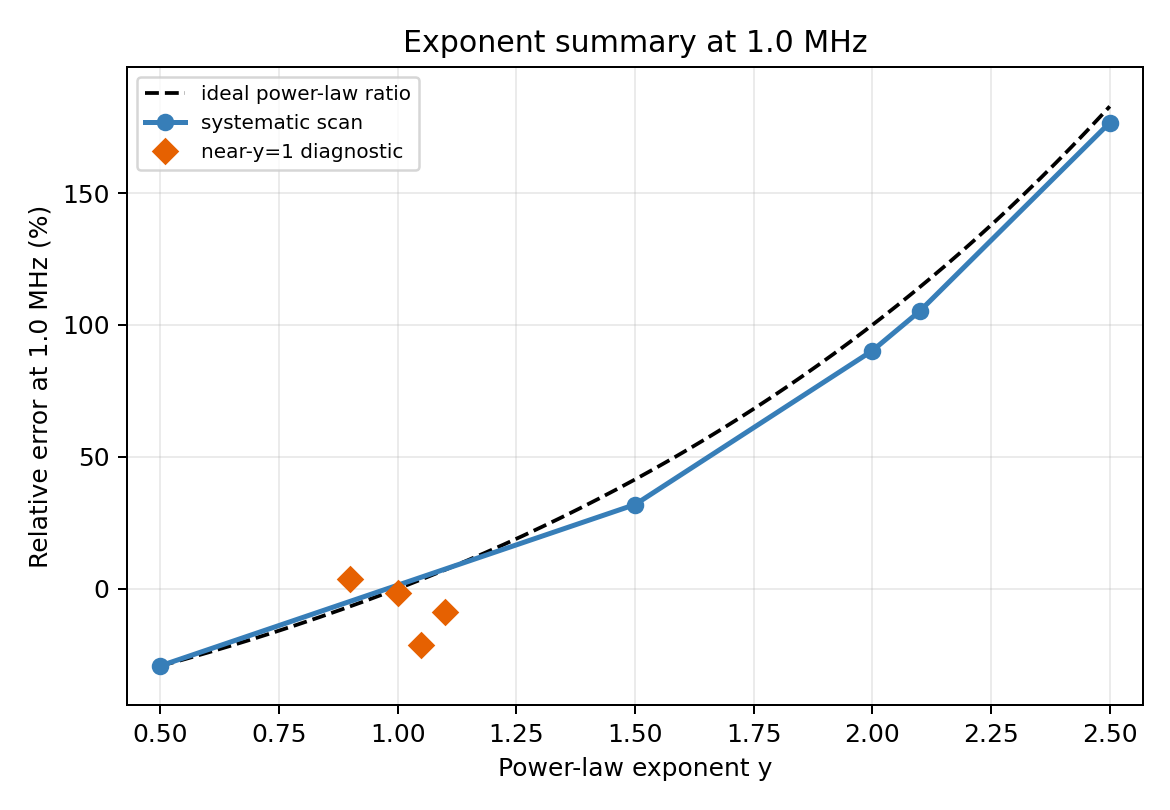 Exponent summary at 1.0 MHz
ideal power-law ratio
systematic scan
near-y=1 diagnostic
Relative error at 1.0 MHz (%)
150
100
50
0
0.50 0.75 1.00 1.25 1.50 1.75 2.00 2.25 2.50
Power-law exponent y